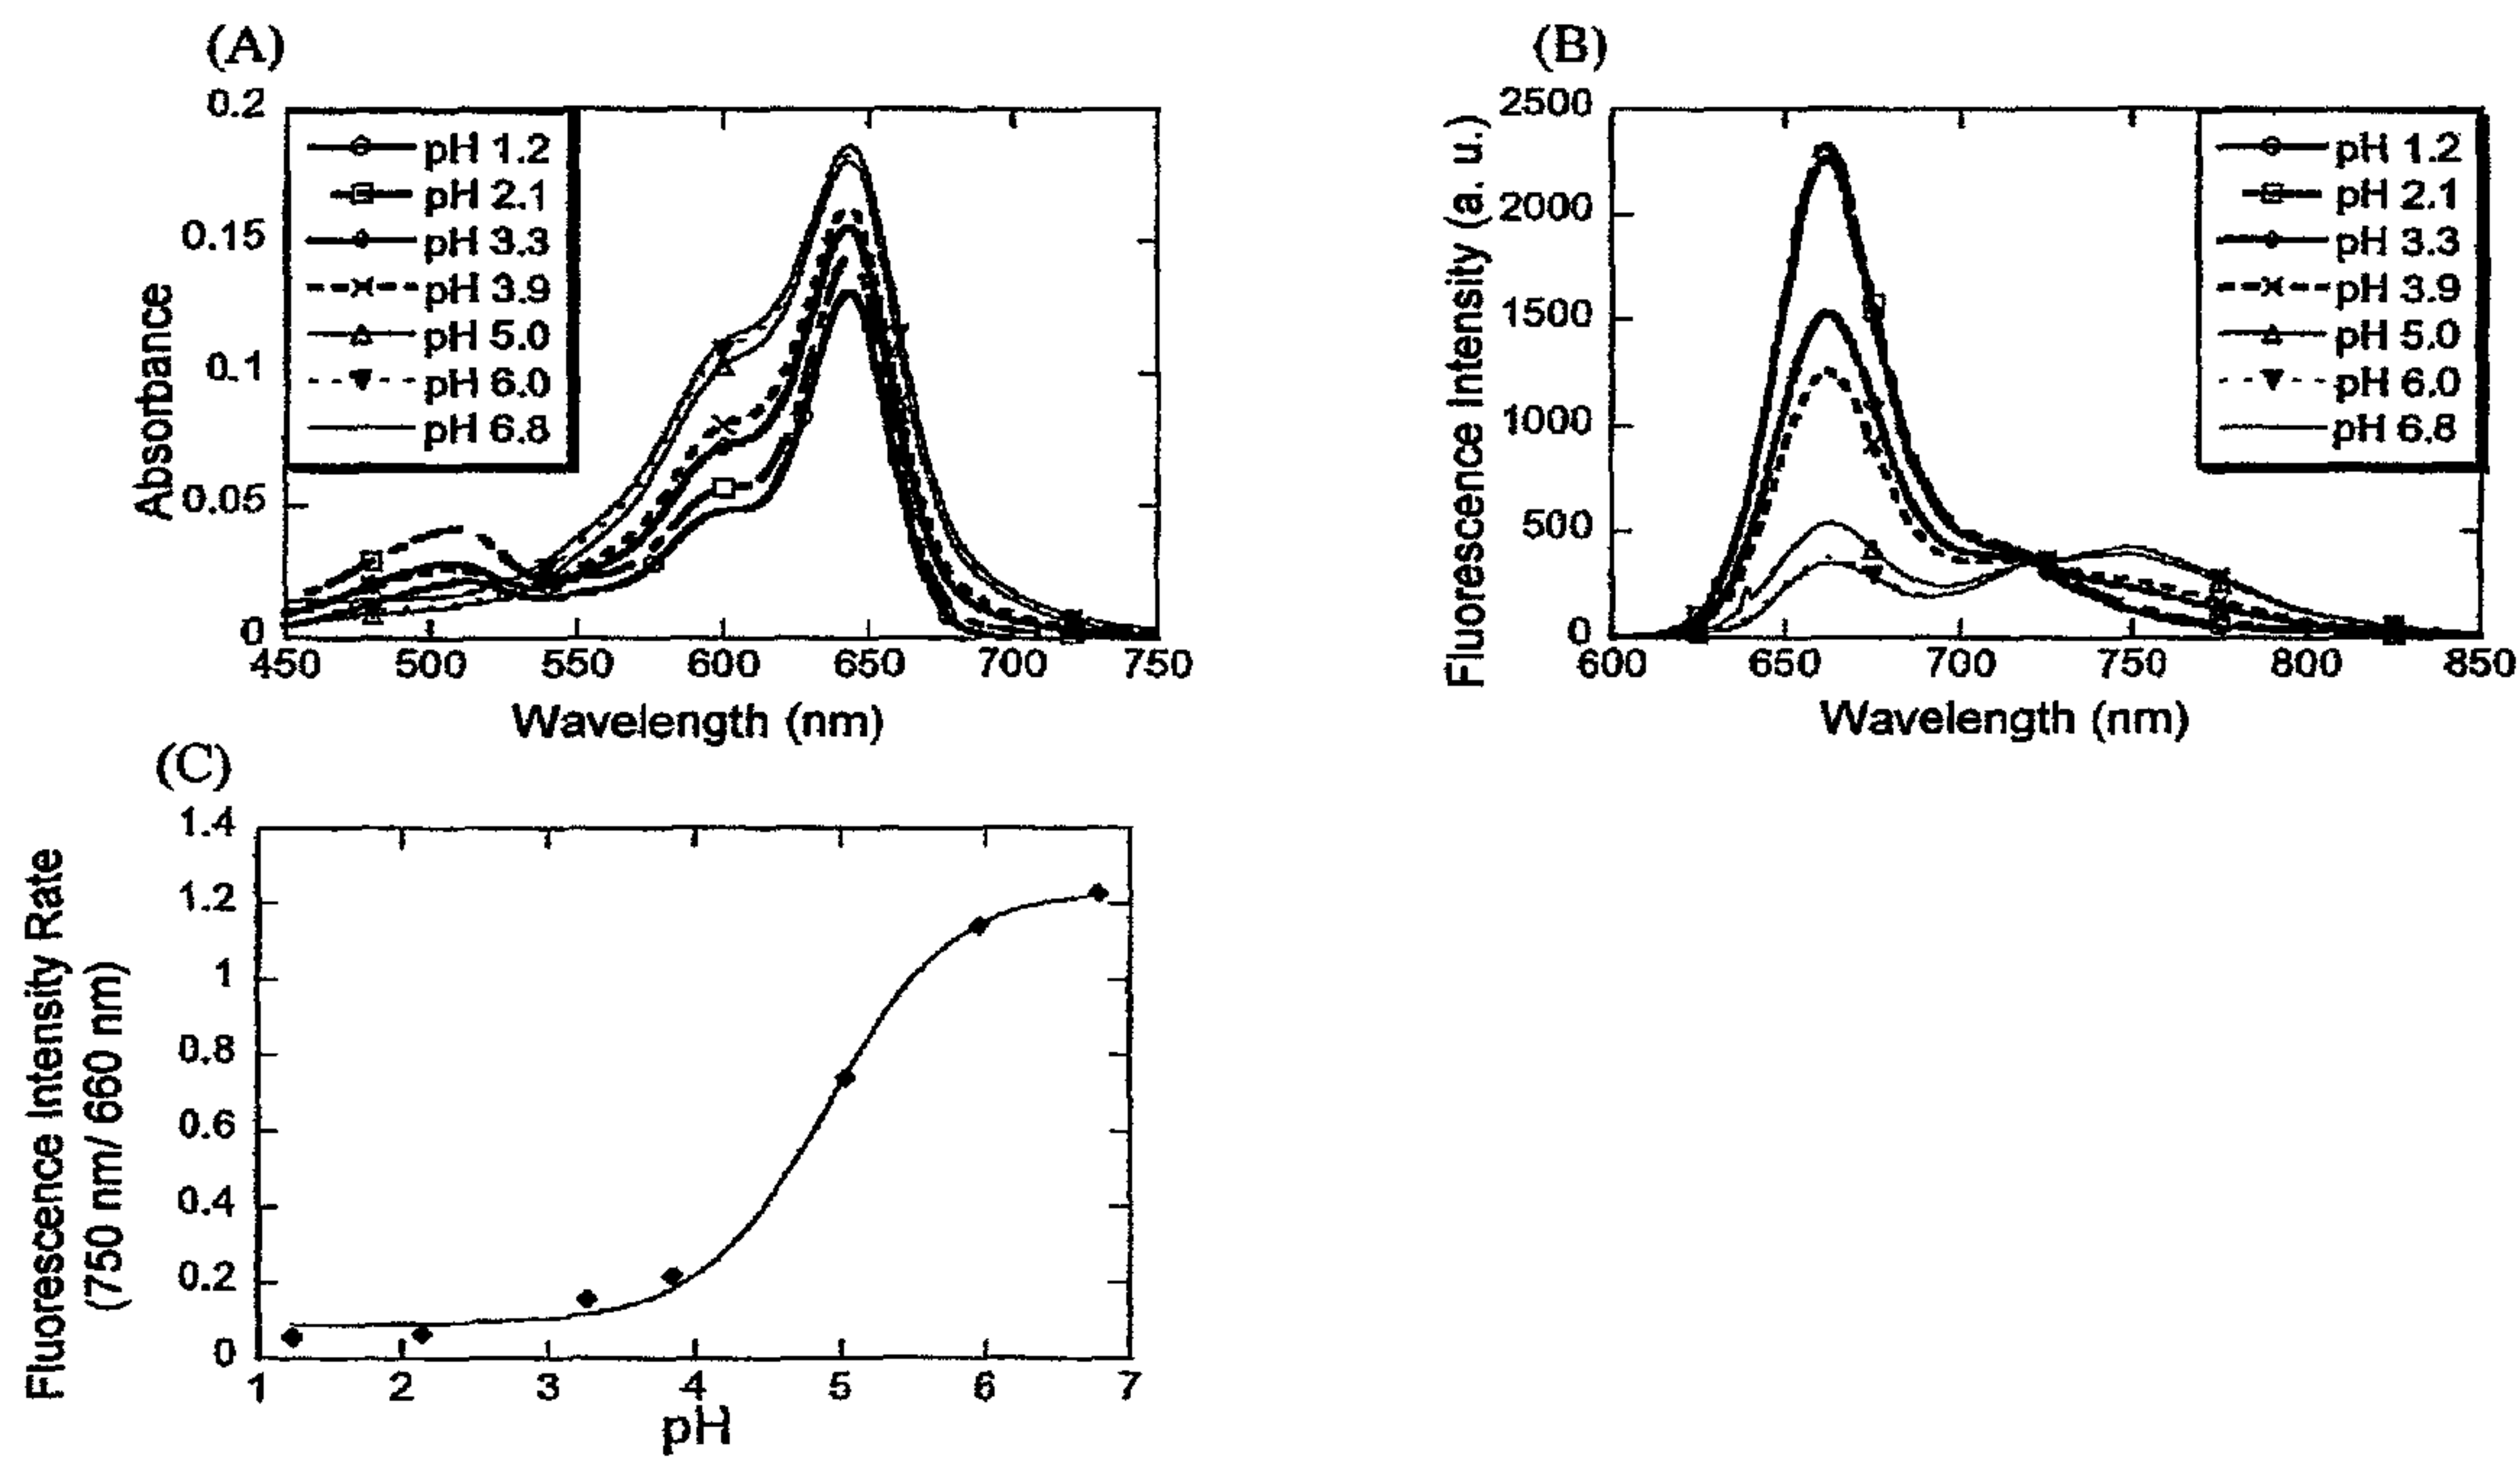 (A)
0.2
0.15
0.1
0.05
0
Absorbance
pH 1.2
pH 2.1
pH 3.3
pH 3.9
pH 5.0
pH 6.0
pH 6.8
450 500 550 600 650 700 750
Wavelength (nm)
(B)
2500
2000
1500
1000
500
0
Fluorescence Intensity (a. u.)
pH 1.2
pH 2.1
pH 3.3
pH 3.9
pH 5.0
pH 6.0
pH 6.8
600 650 700 750 800 850
Wavelength (nm)
(C)
1.4
1.2
1
0.8
0.6
0.4
0.2
0
Fluorescence Intensity Rate
(750 nm/ 660 nm)
1 2 3 4 5 6 7
pH